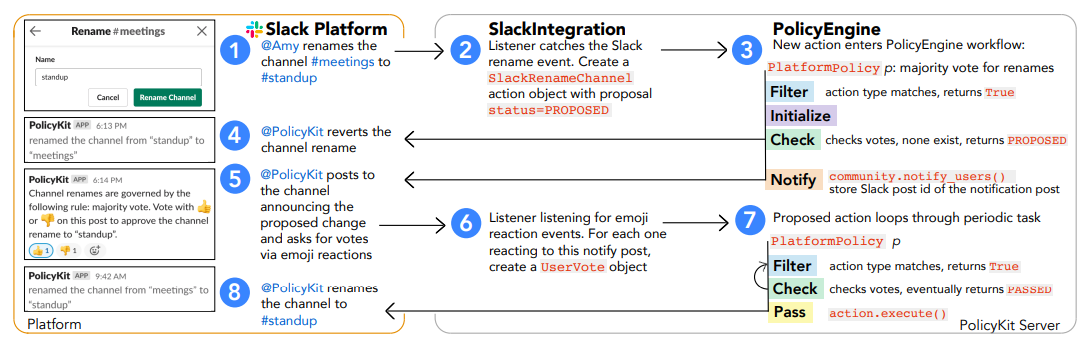 Rename #meetings
Name
standup
Cancel
Rename Channel
Slack Platform
1
@Amy renames the
channel #meetings to
#standup
SlackIntegration
2
Listener catches the Slack
rename event. Create a
SlackRenameChannel
action object with proposal
status=PROPOSED
PolicyEngine
3
New action enters PolicyEngine workflow:
PlatformPolicy p: majority vote for renames
Filter action type matches, returns True
Initialize
Check checks votes, none exist, returns PROPOSED
Notify community.notify_users()
store Slack post id of the notification post
PolicyKit APP 6:13 PM
renamed the channel from "standup" to
"meetings"
4
@PolicyKit reverts the
channel rename
PolicyKit APP 6:14 PM
Channel renames are governed by the
following rule: majority vote. Vote with 👍
or 👎 on this post to approve the channel
rename to "standup".
👍 1 👎 1
5
@PolicyKit posts to
the channel
announcing the
proposed change
and asks for votes
via emoji reactions
6
Listener listening for emoji
reaction events. For each one
reacting to this notify post,
create a UserVote object
7
Proposed action loops through periodic task
PlatformPolicy p
Filter action type matches, returns True
Check checks votes, eventually returns PASSED
Pass action.execute()
PolicyKit APP 9:42 AM
renamed the channel from "meetings" to
"standup"
8
@PolicyKit renames
the channel to
#standup
Platform
PolicyKit Server